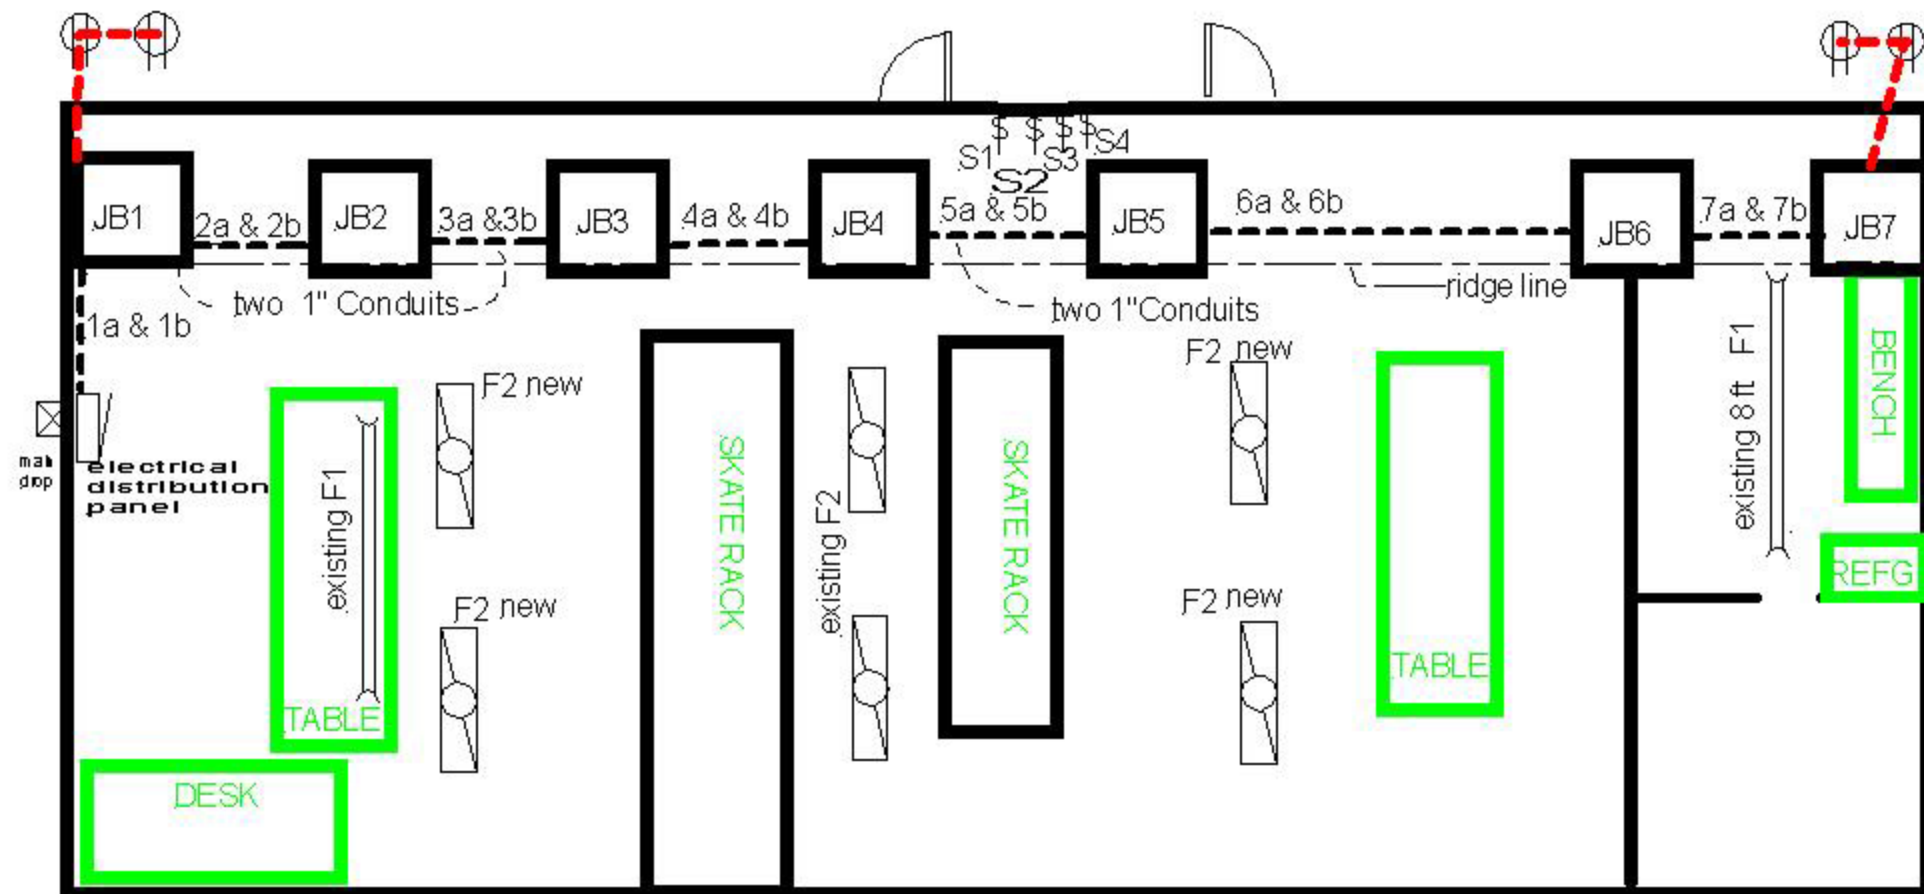 S1
S2
S3
S4
JB1
2a & 2b
JB2
3a &3b
JB3
4a & 4b
JB4
5a & 5b
JB5
6a & 6b
JB6
7a & 7b
JB7
two 1" Conduits
two 1"Conduits
ridge line
1a & 1b
F2 new
F2 new
existing 8 ft F1
BENCH
main
drop
electrical
distribution
panel
existing F1
SKATE RACK
existing F2
SKATE RACK
REFG
F2 new
F2 new
TABLE
TABLE
DESK